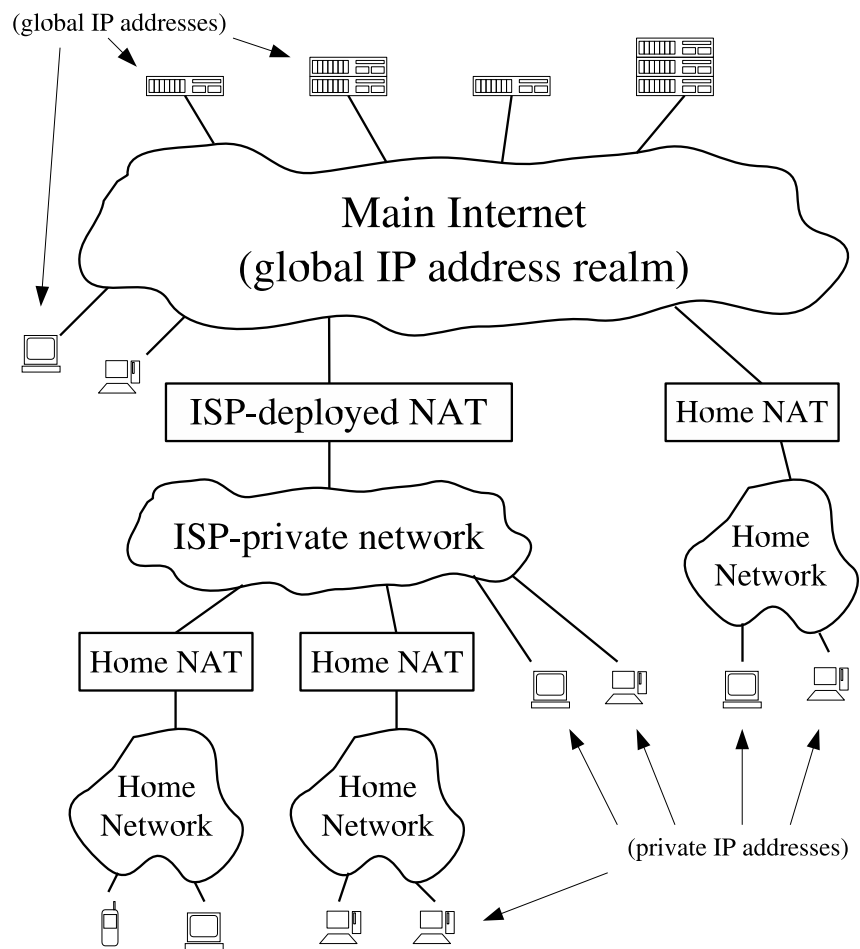 (global IP addresses)
Main Internet
(global IP address realm)
ISP-deployed NAT
Home NAT
ISP-private network
Home
Network
Home NAT
Home NAT
Home
Network
Home
Network
(private IP addresses)